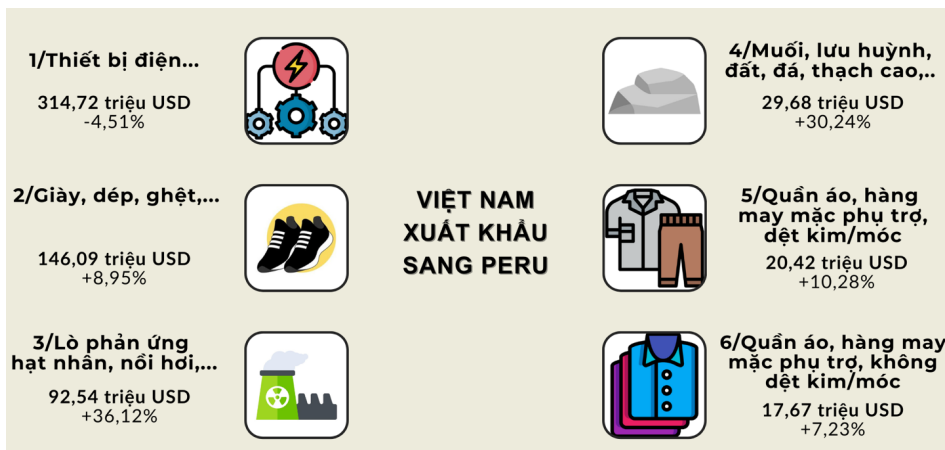 1/Thiết bị điện...
314,72 triệu USD
-4,51%
2/Giày, dép, ghệt,...
146,09 triệu USD
+8,95%
3/Lò phản ứng
hạt nhân, nồi hơi,...
92,54 triệu USD
+36,12%
VIỆT NAM
XUẤT KHẨU
SANG PERU
4/Muối, lưu huỳnh,
đất, đá, thạch cao,..
29,68 triệu USD
+30,24%
5/Quần áo, hàng
may mặc phụ trợ,
dệt kim/móc
20,42 triệu USD
+10,28%
6/Quần áo, hàng may
mặc phụ trợ, không
dệt kim/móc
17,67 triệu USD
+7,23%